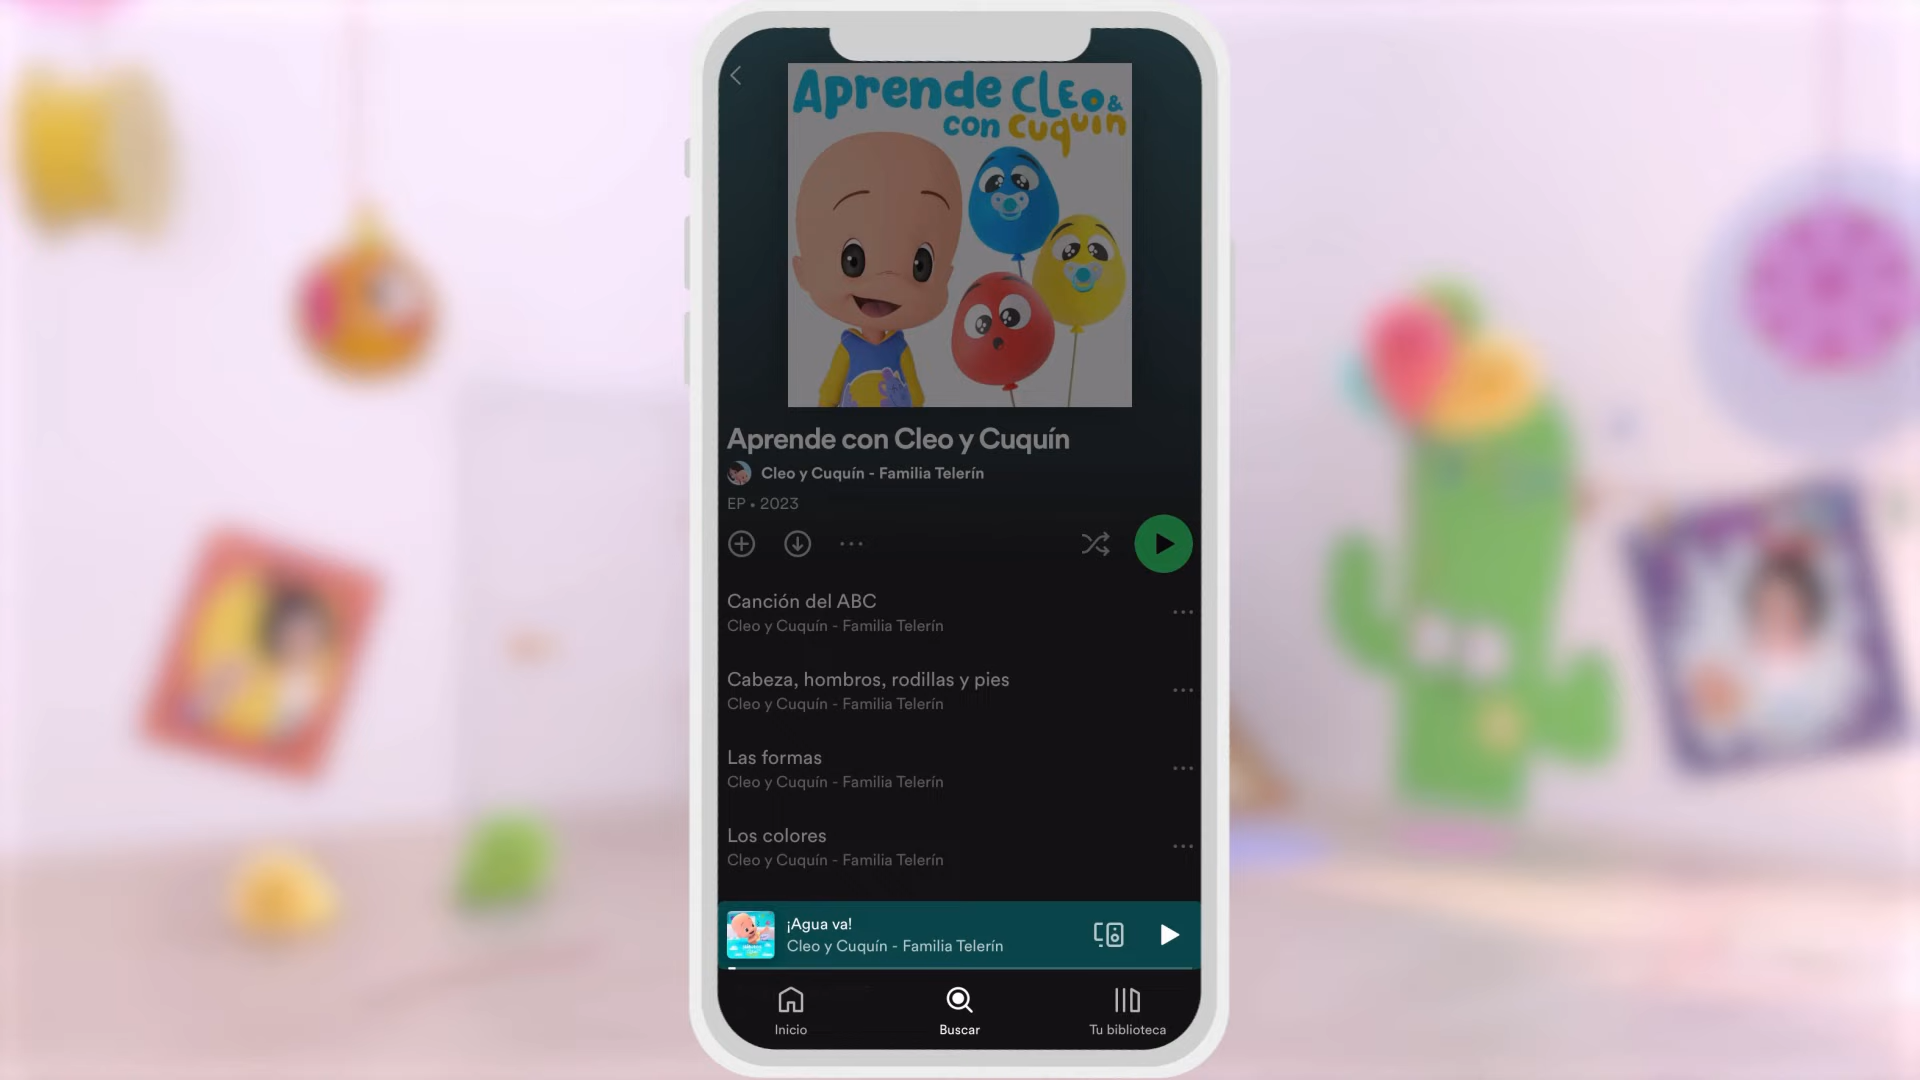 Aprende CLEO &
con cuquín
Aprende con Cleo y Cuquín
Cleo y Cuquín - Familia Telerín
EP • 2023
Canción del ABC
Cleo y Cuquín - Familia Telerín
Cabeza, hombros, rodillas y pies
Cleo y Cuquín - Familia Telerín
Las formas
Cleo y Cuquín - Familia Telerín
Los colores
Cleo y Cuquín - Familia Telerín
¡Agua va!
Cleo y Cuquín - Familia Telerín
Inicio
Buscar
Tu biblioteca